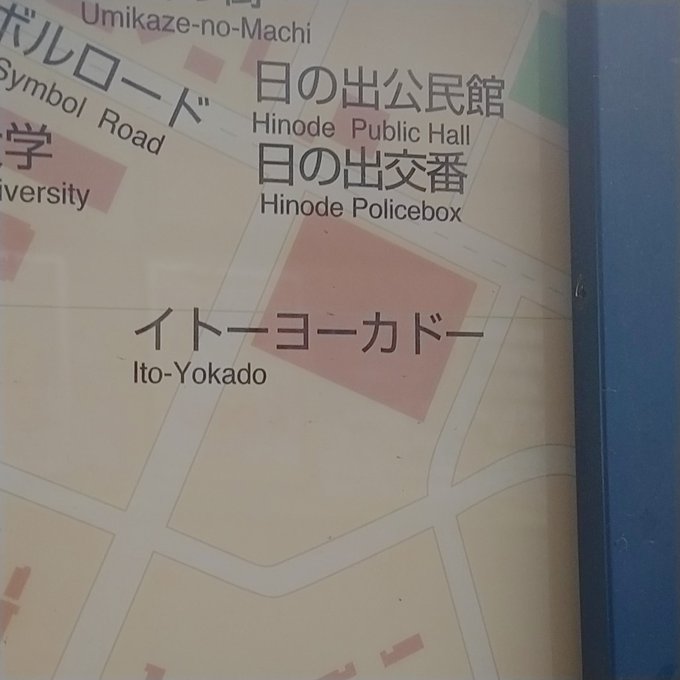 Umikaze-no-Machi
ボルロード
Symbol Road
日の出公民館
Hinode Public Hall
学
iversity
日の出交番
Hinode Policebox
イトーヨーカドー
Ito-Yokado